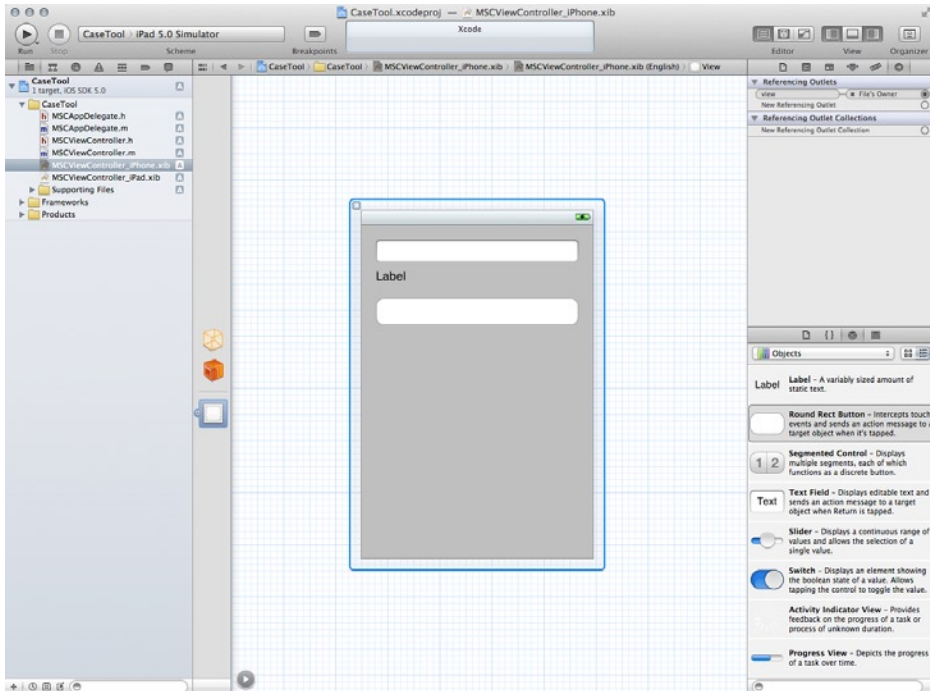 CaseTool.xcodeproj — MSCViewController_iPhone.xib
CaseTool
iPad 5.0 Simulator
Xcode
Run
Stop
Scheme
Breakpoints
Editor
View
Organizer
CaseTool
CaseTool
MSCViewController_iPhone.xib
MSCViewController_iPhone.xib (English)
View
CaseTool
1 target, iOS SDK 5.0
CaseTool
MSCAppDelegate.h
MSCAppDelegate.m
MSCViewController.h
MSCViewController.m
MSCViewController_iPhone.xib
MSCViewController_iPad.xib
Supporting Files
Frameworks
Products
Label
Referencing Outlets
view
File's Owner
New Referencing Outlet
Referencing Outlet Collections
New Referencing Outlet Collection
Objects
Label
Label - A variably sized amount of
static text.
Round Rect Button - Intercepts touch
events and sends an action message to a
target object when it's tapped.
1 2
Segmented Control - Displays
multiple segments, each of which
functions as a discrete button.
Text
Text Field - Displays editable text and
sends an action message to a target
object when Return is tapped.
Slider - Displays a continuous range of
values and allows the selection of a
single value.
Switch - Displays an element showing
the boolean state of a value. Allows
tapping the control to toggle the value.
Activity Indicator View - Provides
feedback on the progress of a task or
process of unknown duration.
Progress View - Depicts the progress
of a task over time.